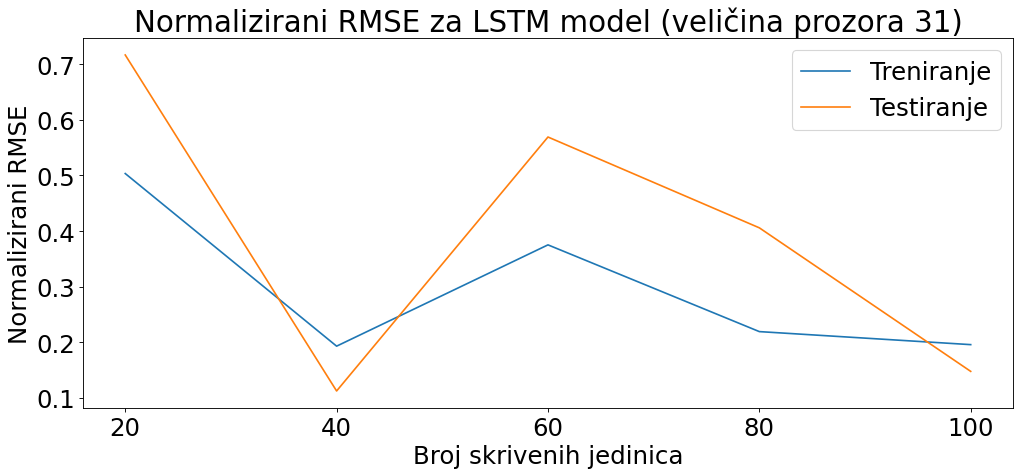 Normalizirani RMSE za LSTM model (veličina prozora 31)
Treniranje
Testiranje
Normalizirani RMSE
0.7
0.6
0.5
0.4
0.3
0.2
0.1
20 40 60 80 100
Broj skrivenih jedinica